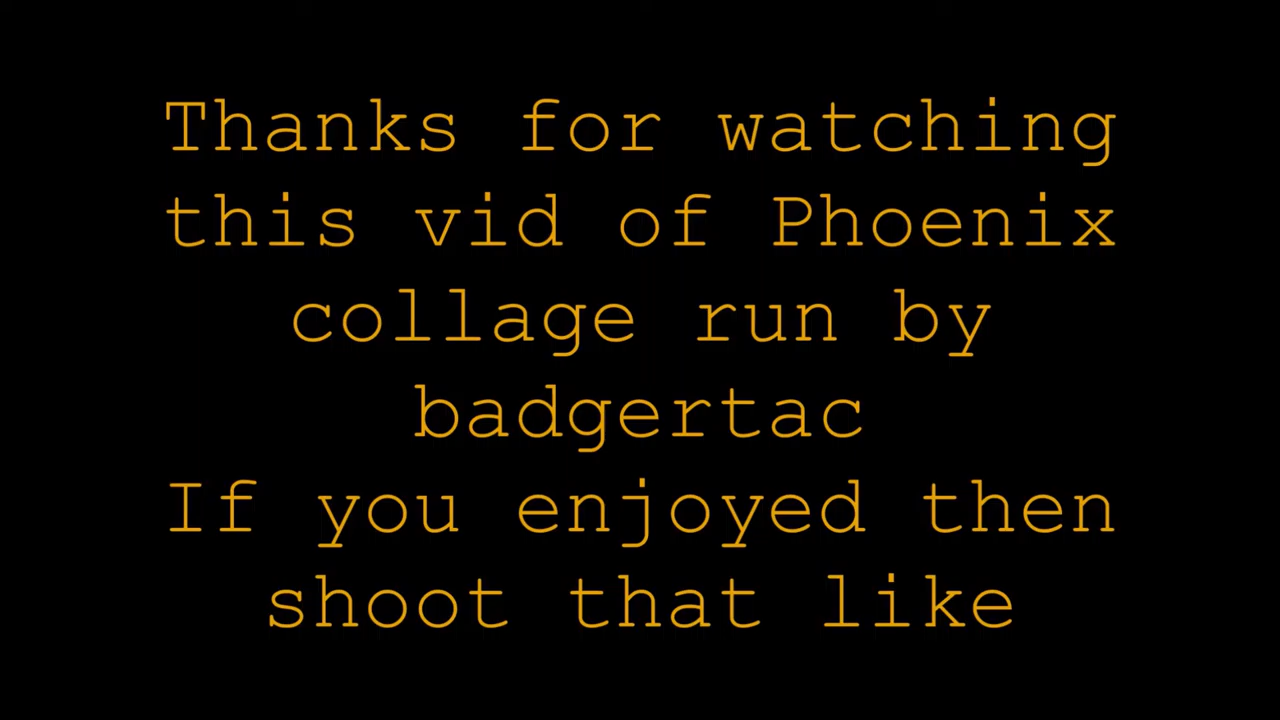 Thanks for watching
this vid of Phoenix
collage run by
badgertac
If you enjoyed then
shoot that like